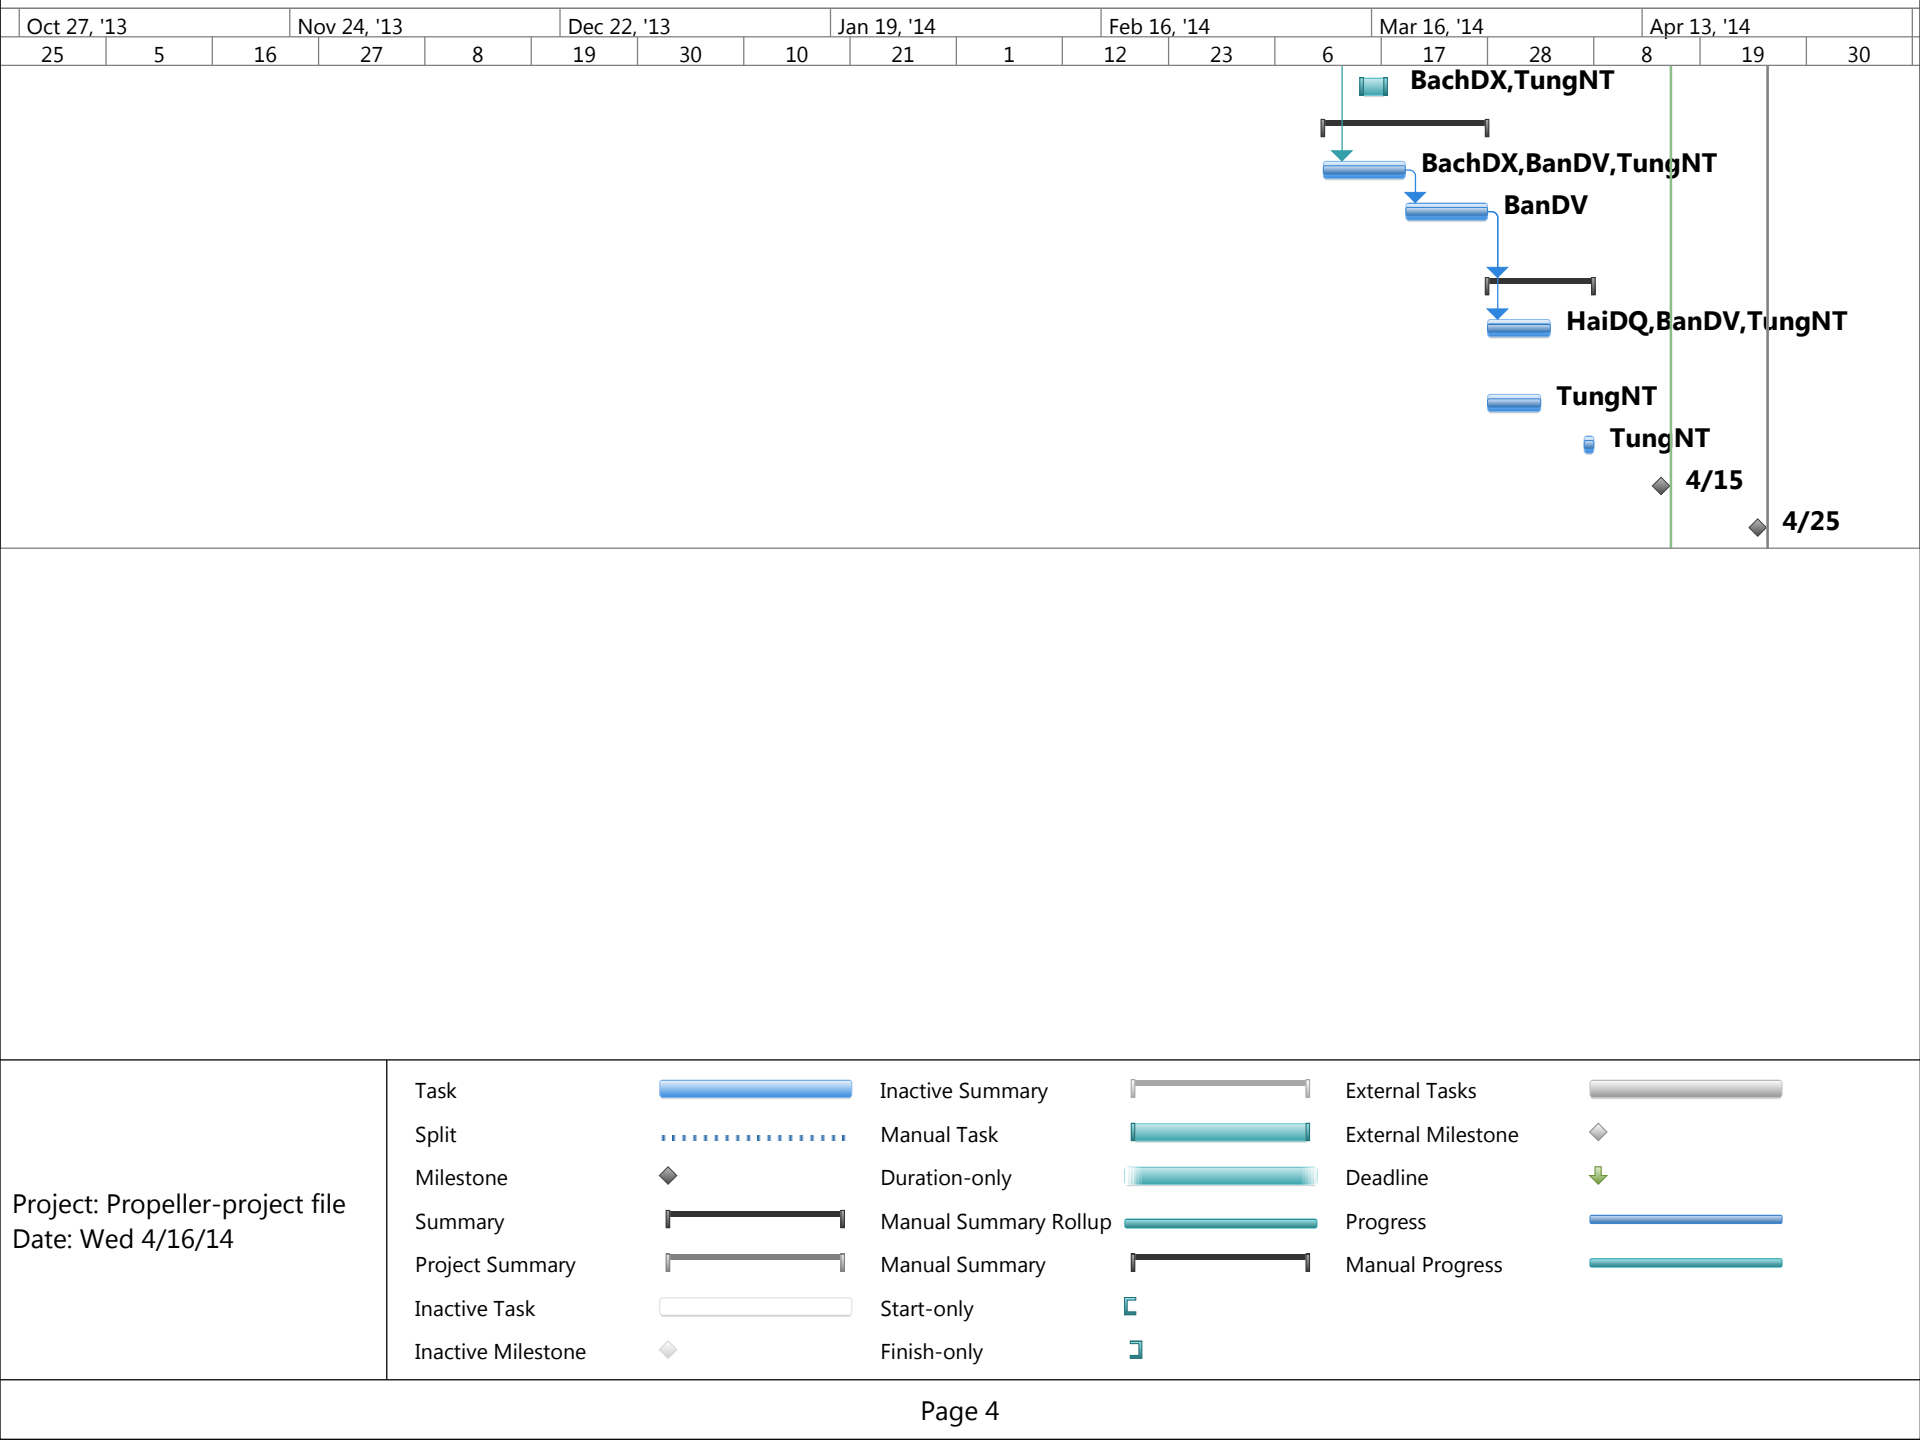 Oct 27, '13 Nov 24, '13 Dec 22, '13 Jan 19, '14 Feb 16, '14 Mar 16, '14 Apr 13, '14
25 5 16 27 8 19 30 10 21 1 12 23 6 17 28 8 19 30
BachDX,TungNT
BachDX,BanDV,TungNT
BanDV
HaiDQ,BanDV,TungNT
TungNT
TungNT
4/15
4/25
Project: Propeller-project file
Date: Wed 4/16/14
Task
Split
Milestone
Summary
Project Summary
Inactive Task
Inactive Milestone
Inactive Summary
Manual Task
Duration-only
Manual Summary Rollup
Manual Summary
Start-only
Finish-only
External Tasks
External Milestone
Deadline
Progress
Manual Progress
Page 4